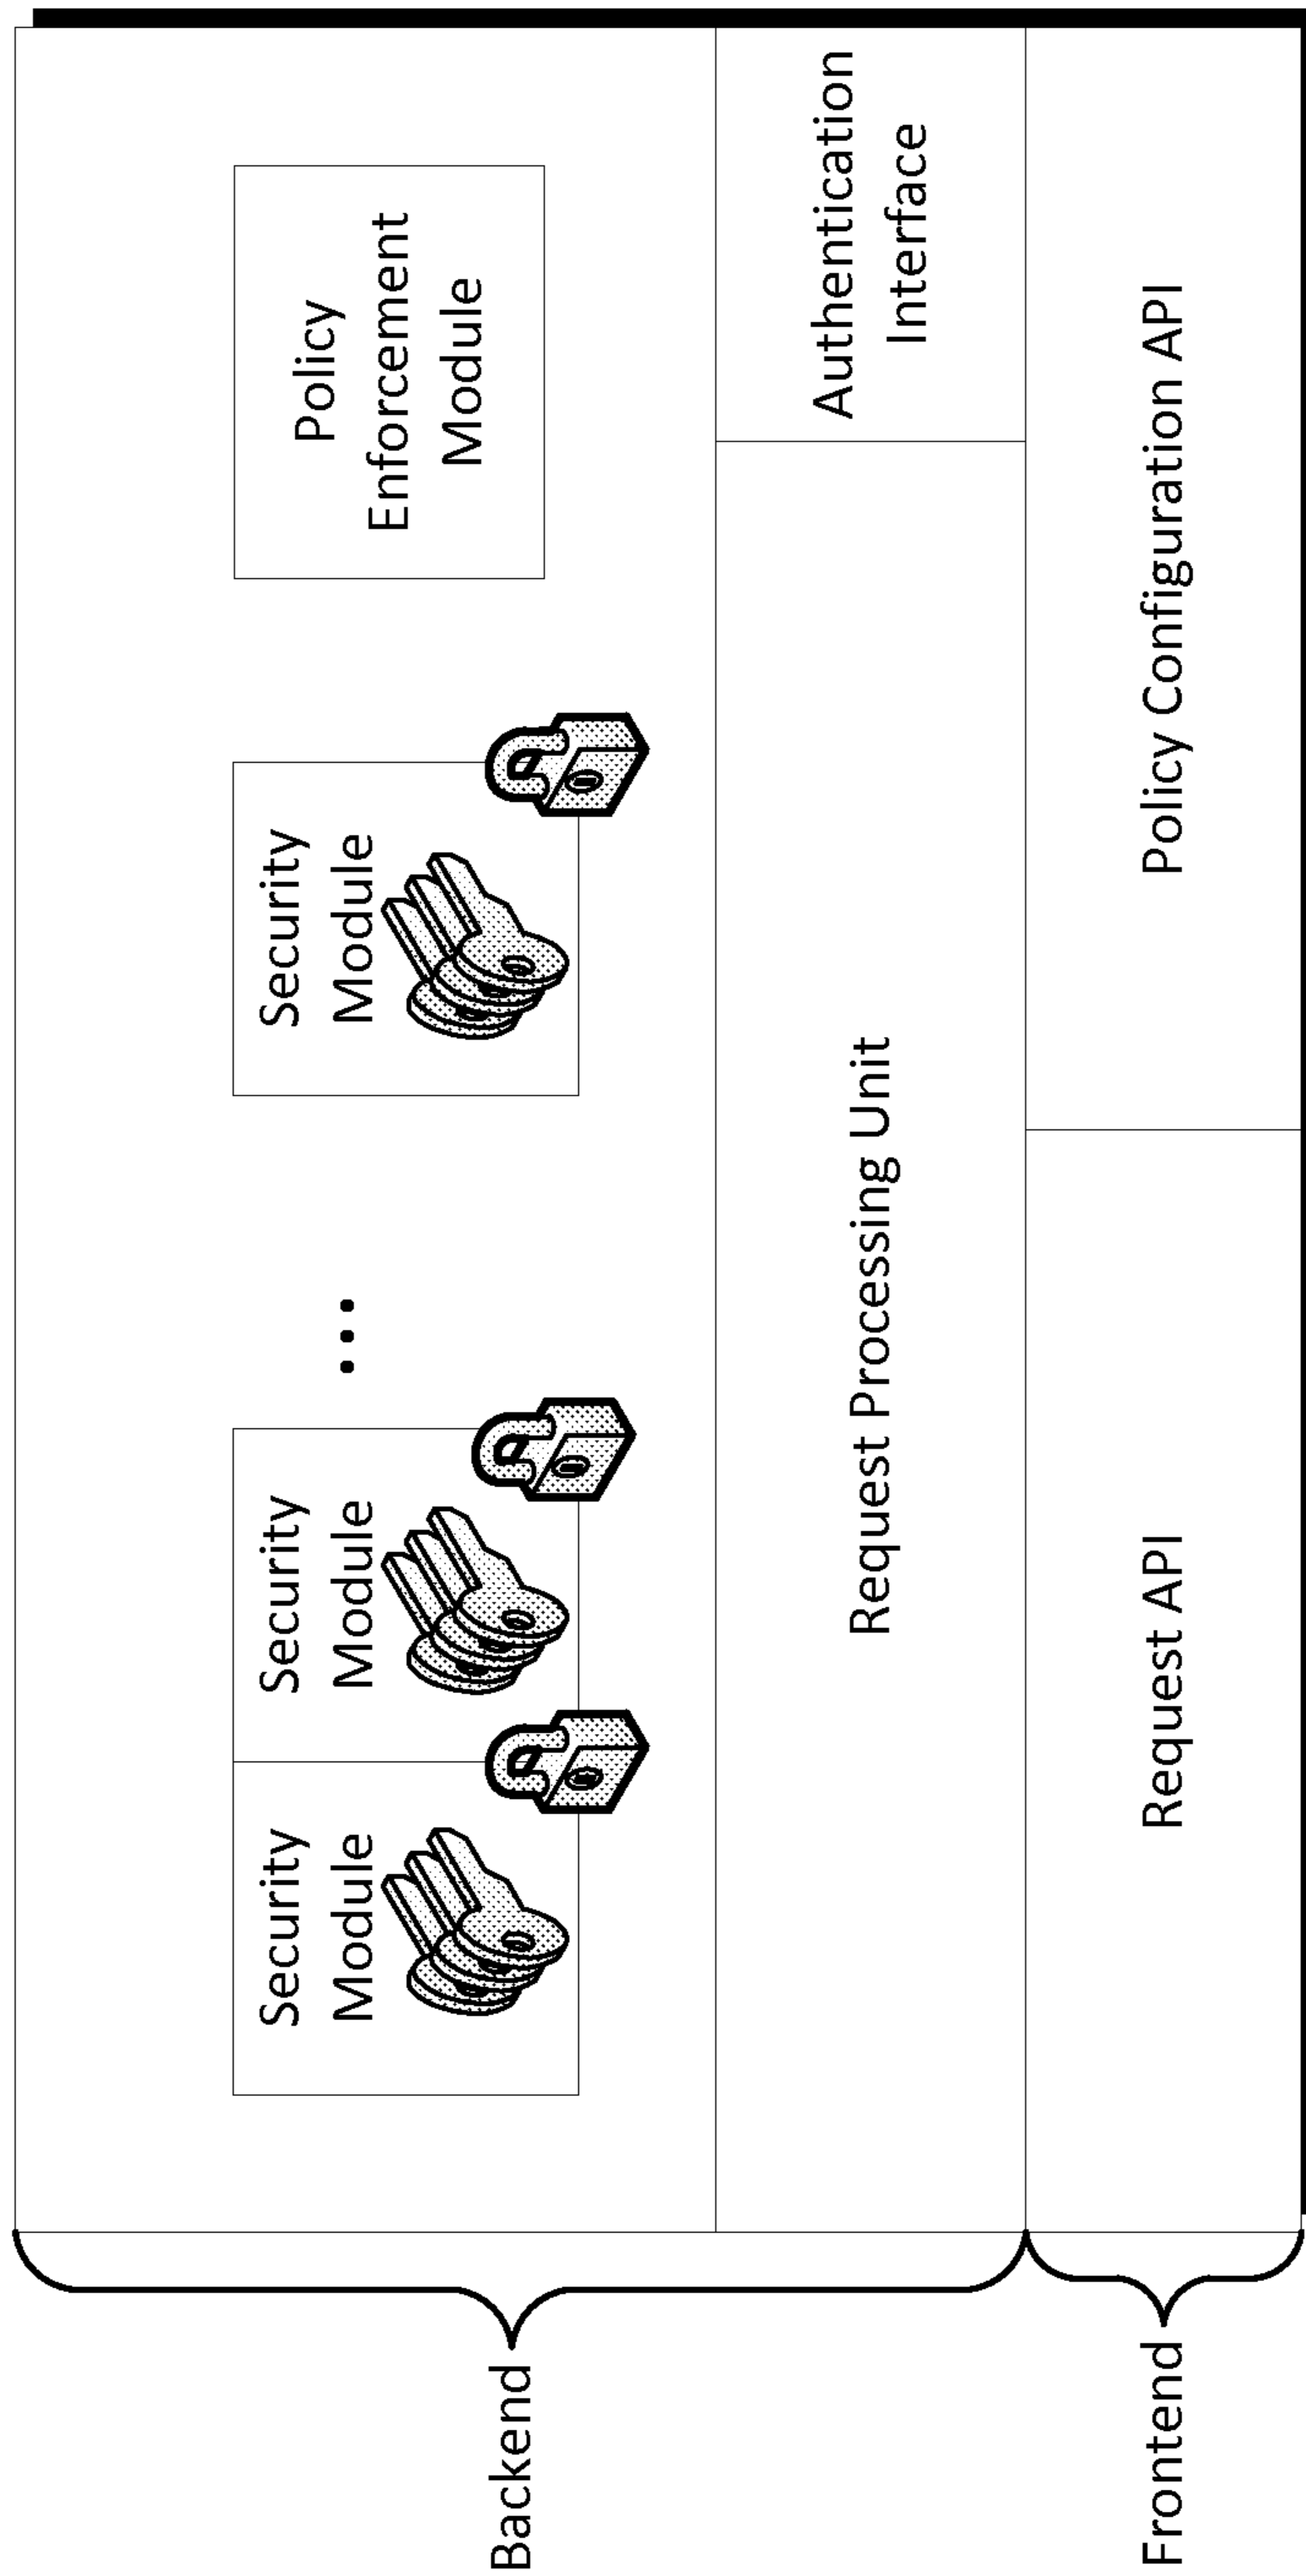 Backend
Security
Module
Security
Module
...
Security
Module
Policy
Enforcement
Module
Request Processing Unit
Authentication
Interface
Frontend
Request API
Policy Configuration API